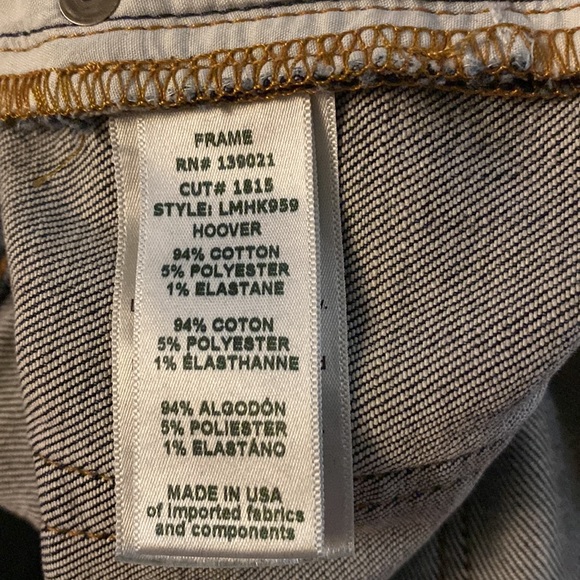 FRAME
RN# 139021
CUT# 1815
STYLE: LMHK959
HOOVER
94% COTTON
5% POLYESTER
1% ELASTANE
94% COTON
5% POLYESTER
1% ÉLASTHANNE
94% ALGODÓN
5% POLIESTER
1% ELASTÁNO
MADE IN USA
of imported fabrics
and components